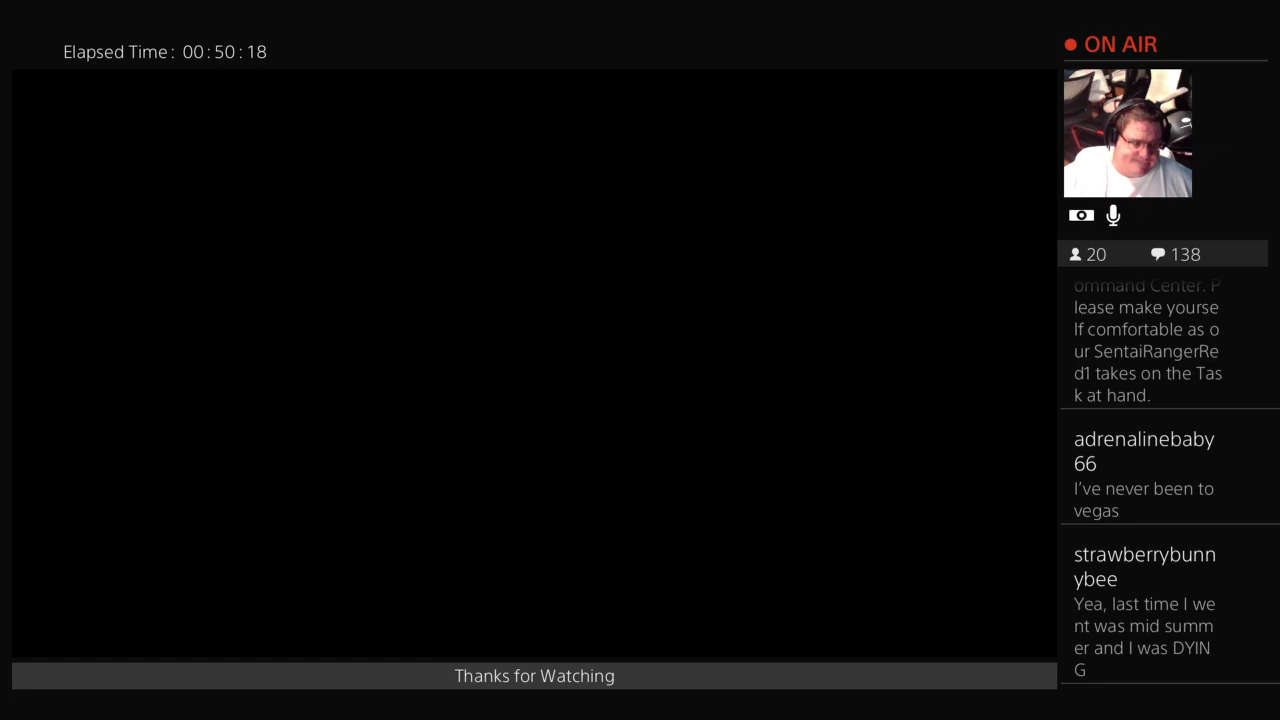 Elapsed Time: 00:50:18
ON AIR
20 138
ommand Center. P
lease make yourse
lf comfortable as o
ur SentaiRangerRe
d1 takes on the Tas
k at hand.
adrenalinebaby
66
I've never been to
vegas
strawberrybunn
ybee
Yea, last time I we
nt was mid summ
er and I was DYIN
G
Thanks for Watching